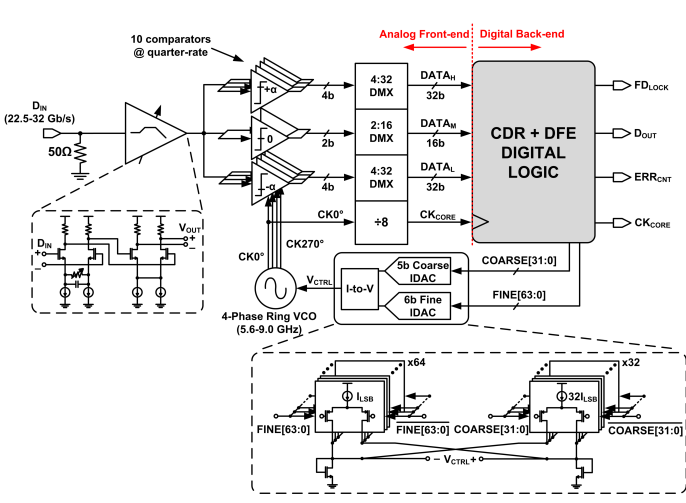 10 comparators
@ quarter-rate
Analog Front-end
Digital Back-end
D_IN
(22.5-32 Gb/s)
50Ω
+α
0
-α
4b
2b
4b
4:32
DMX
2:16
DMX
4:32
DMX
÷8
DATA_H
32b
DATA_M
16b
DATA_L
32b
CK0°
CK_CORE
CDR + DFE
DIGITAL
LOGIC
FD_LOCK
D_OUT
ERR_CNT
CK_CORE
CK0°
CK270°
4-Phase Ring VCO
(5.6-9.0 GHz)
V_CTRL
I-to-V
5b Coarse
IDAC
6b Fine
IDAC
COARSE[31:0]
FINE[63:0]
D_IN
+
−
V_OUT
+
−
x64
I_LSB
FINE[63:0]
FINE[63:0]
x32
32I_LSB
COARSE[31:0]
COARSE[31:0]
− V_CTRL +